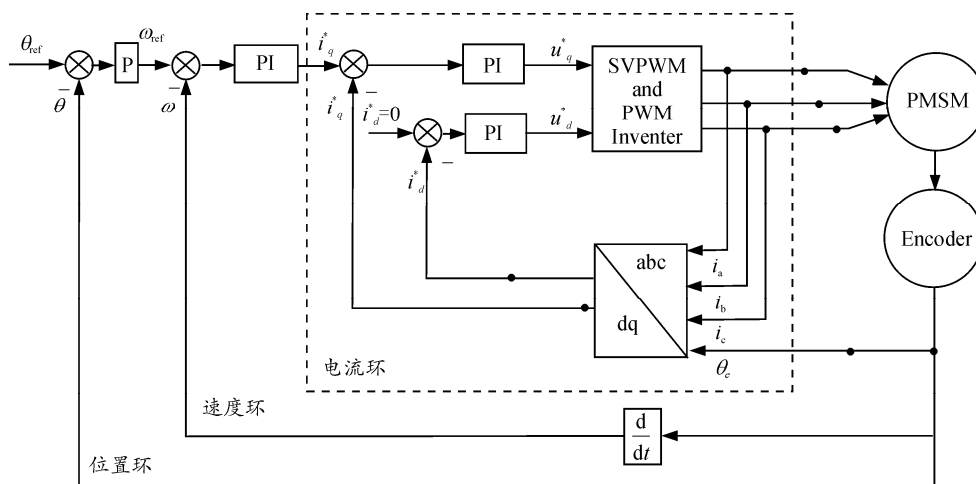 θref
P
ωref
PI
i*q
PI
u*q
SVPWM
and
PWM
Inventer
PMSM
−
θ
−
ω
−
i*q
i*d=0
PI
u*d
−
i*d
Encoder
abc
dq
ia
ib
ic
θe
电流环
速度环
d
dt
位置环